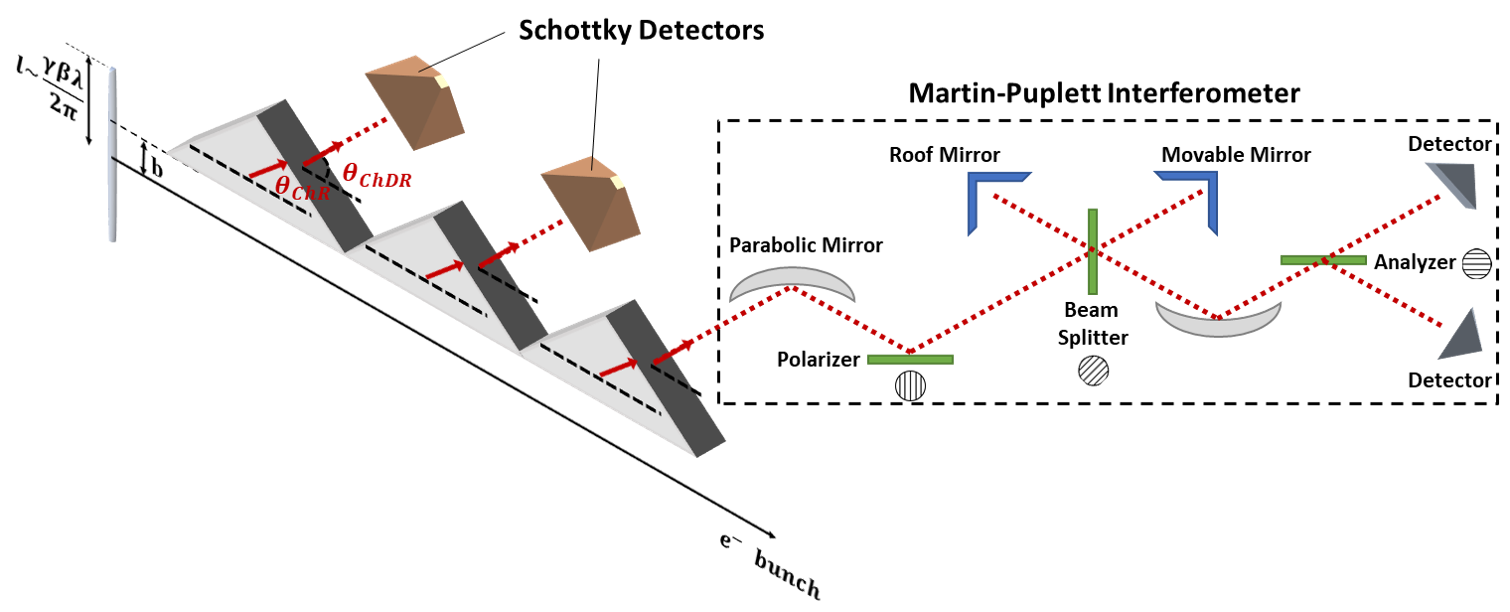 Schottky Detectors
l~ γβλ
2π
b
θChR
θChDR
e⁻ bunch
Martin-Puplett Interferometer
Roof Mirror
Movable Mirror
Detector
Parabolic Mirror
Analyzer
Beam
Splitter
Polarizer
Detector